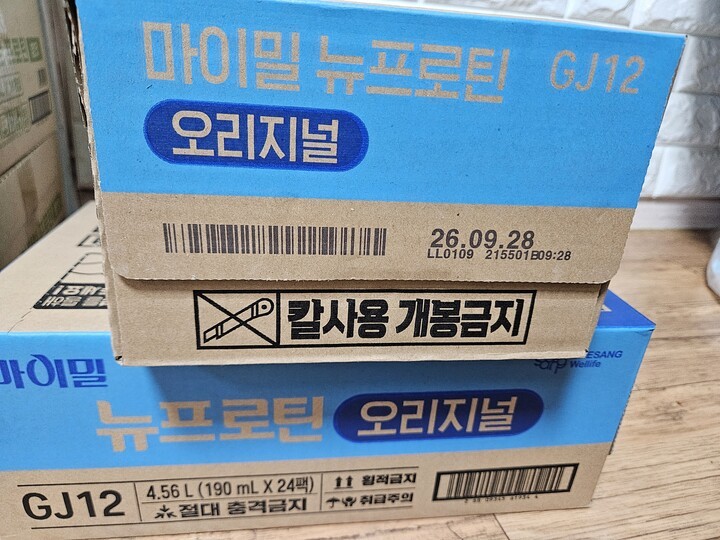 마이밀 뉴프로틴 GJ12
오리지널
26.09.28
LL0109 215501B09:28
칼사용 개봉금지
마이밀
ESANG
Wellife
뉴프로틴 오리지널
GJ12
4.56 L (190 mL X 24팩)
횡적금지
절대 충격금지
취급주의